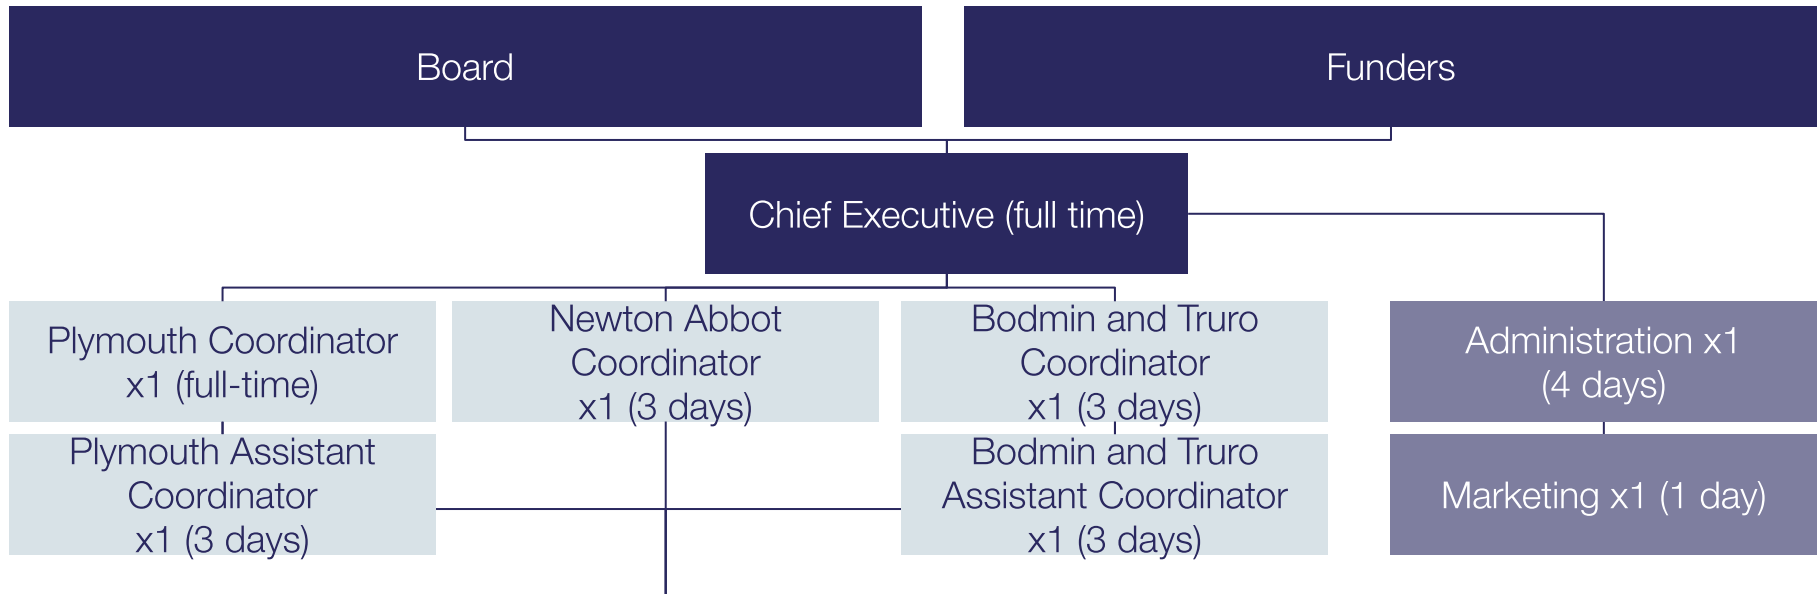 Board
Funders
Chief Executive (full time)
Plymouth Coordinator
x1 (full-time)
Newton Abbot
Coordinator
x1 (3 days)
Bodmin and Truro
Coordinator
x1 (3 days)
Administration x1
(4 days)
Plymouth Assistant
Coordinator
x1 (3 days)
Bodmin and Truro
Assistant Coordinator
x1 (3 days)
Marketing x1 (1 day)